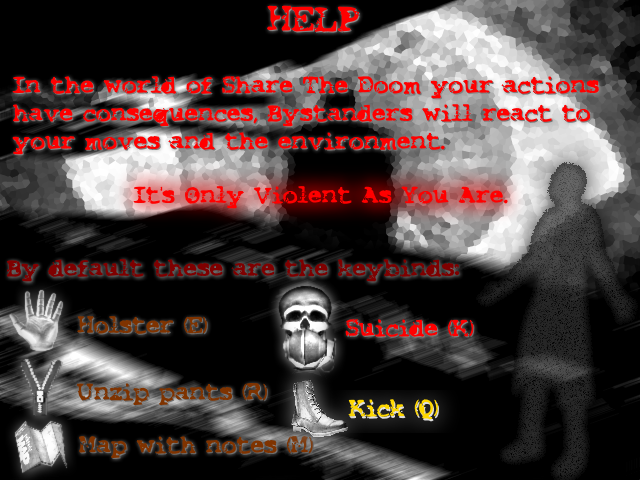 HELP
In the world of Share The Doom your actions
have consequences, Bystanders will react to
your moves and the environment.
It's Only Violent As You Are.
By default these are the keybinds:
Holster (E)
Suicide (K)
Unzip pants (R)
Kick (Q)
Map with notes (M)
MAP